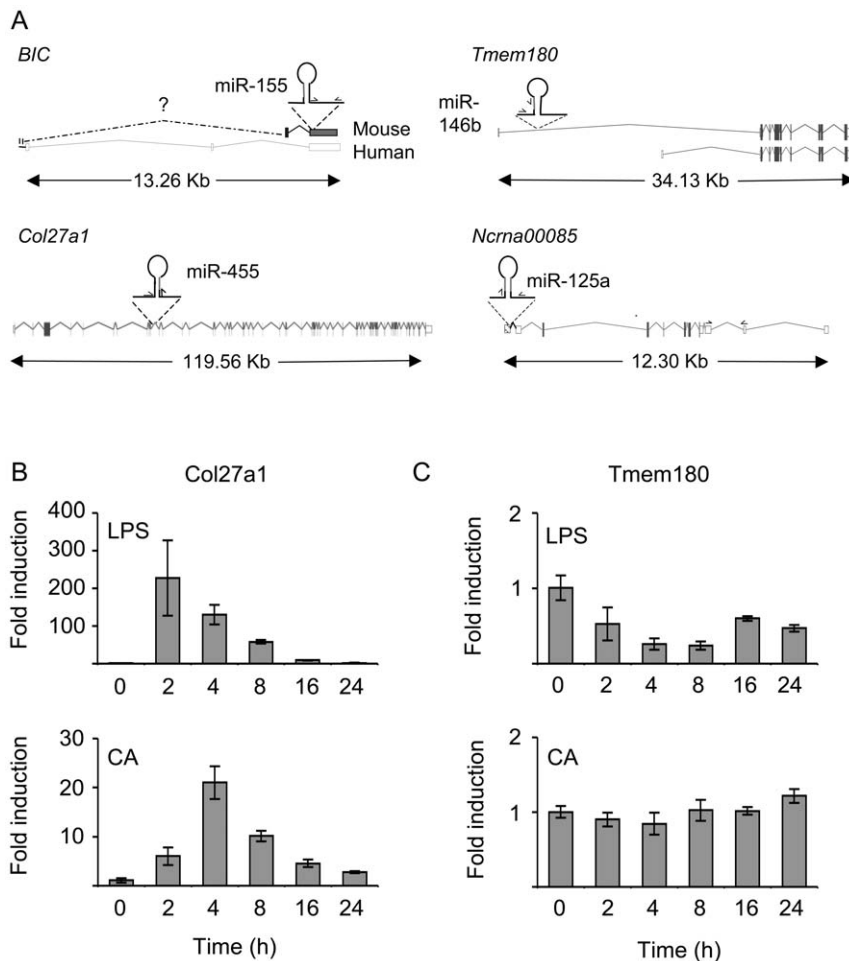 A
BIC
miR-155
?
Mouse
Human
13.26 Kb
Tmem180
miR-
146b
34.13 Kb
Col27a1
miR-455
119.56 Kb
Ncrna00085
miR-125a
12.30 Kb
B
Col27a1
LPS
Fold induction
400
300
200
100
0 2 4 8 16 24
CA
Fold induction
30
20
10
0 2 4 8 16 24
Time (h)
C
Tmem180
LPS
Fold induction
2
1
0 2 4 8 16 24
CA
Fold induction
2
1
0 2 4 8 16 24
Time (h)